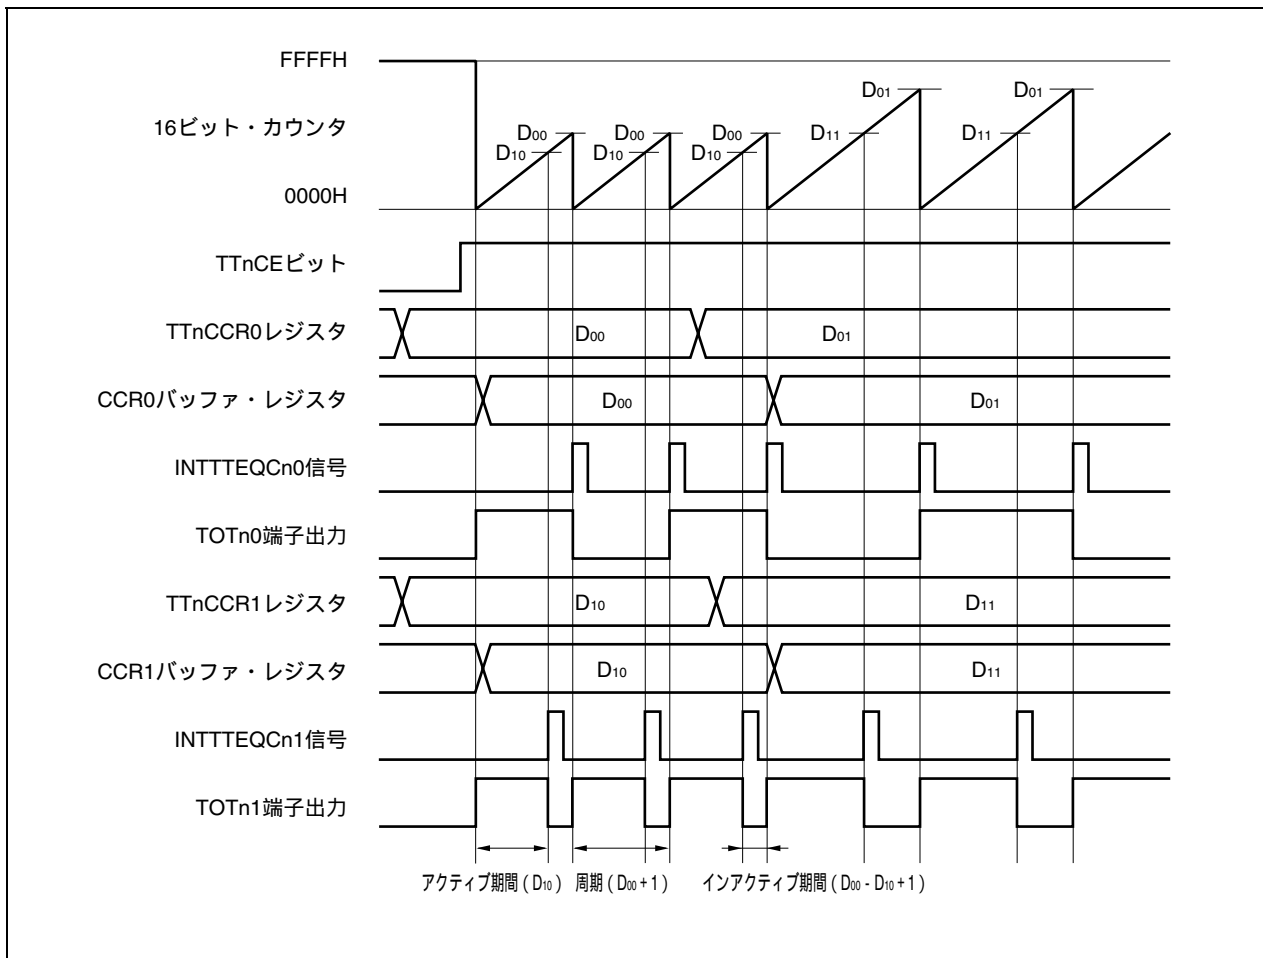 FFFFH
D01 D01
16ビット・カウンタ D00 D00 D00 D11 D11
D10 D10 D10
0000H
TTnCEビット
TTnCCR0レジスタ D00 D01
CCR0バッファ・レジスタ D00 D01
INTTTEQCn0信号
TOTn0端子出力
TTnCCR1レジスタ D10 D11
CCR1バッファ・レジスタ D10 D11
INTTTEQCn1信号
TOTn1端子出力
アクティブ期間 ( D10 ) 周期 ( D00 + 1 ) インアクティブ期間 ( D00 - D10 + 1 )